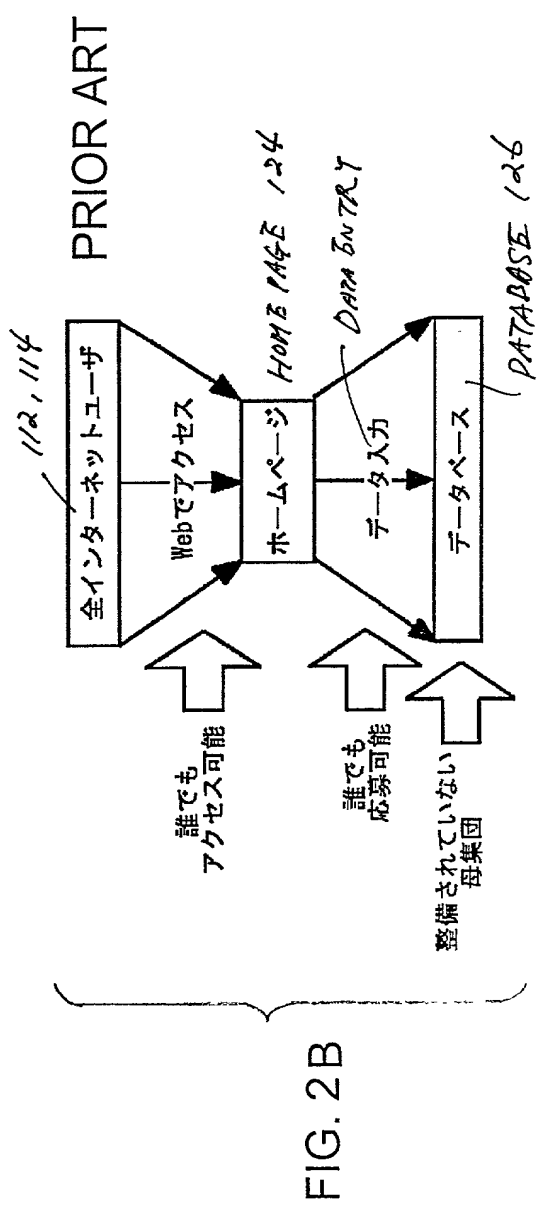 FIG. 2B
PRIOR ART
112, 114
全インターネットユーザ
Webでアクセス
誰でも
アクセス可能
ホームページ
HOME PAGE 124
データ入力
DATA ENTRY
誰でも
応募可能
データベース
DATABASE 126
整備されていない
母集団